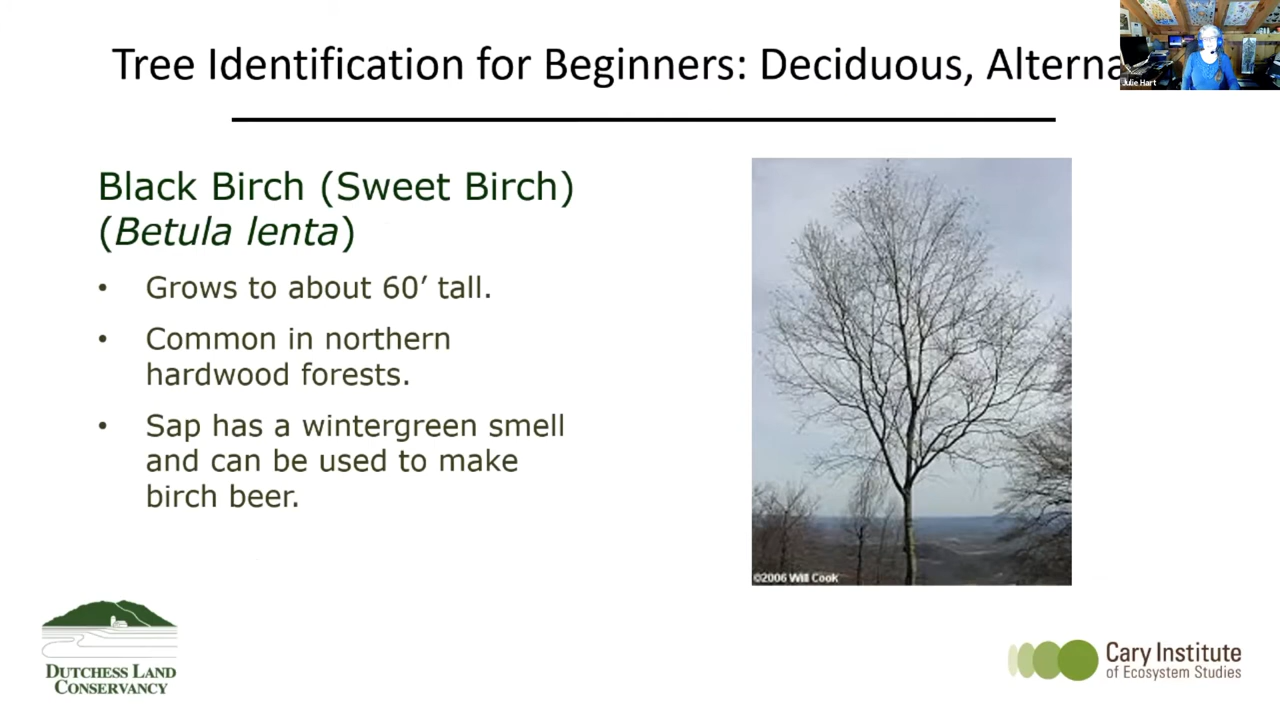 Tree Identification for Beginners: Deciduous, Alterna
Julie Hart
Black Birch (Sweet Birch)
(Betula lenta)
• Grows to about 60’ tall.
• Common in northern
hardwood forests.
• Sap has a wintergreen smell
and can be used to make
birch beer.
©2006 Will Cook
DUTCHESS LAND
CONSERVANCY
Cary Institute
of Ecosystem Studies